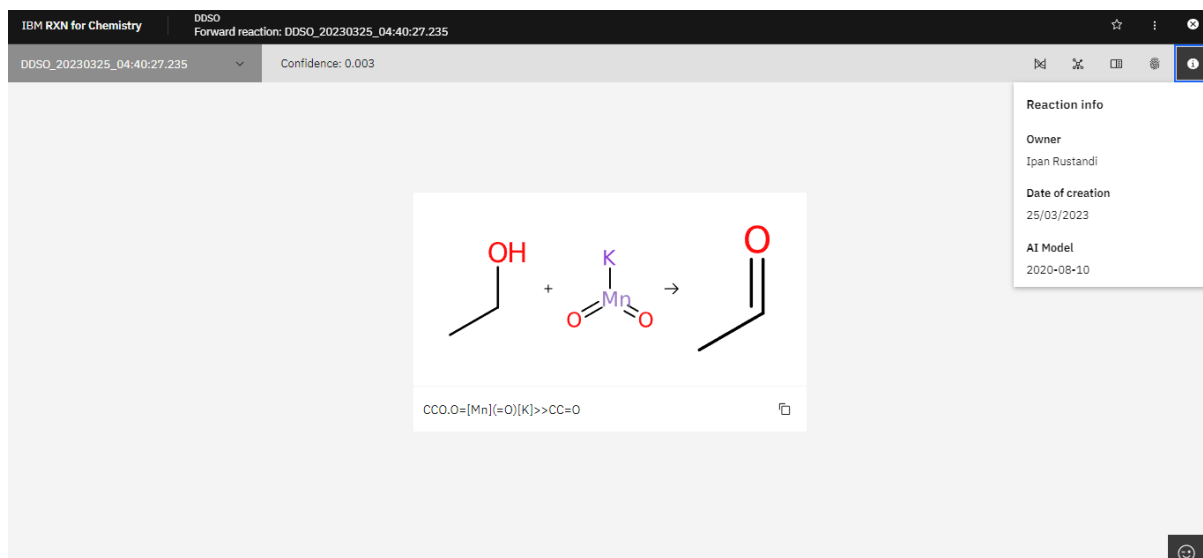 IBM RXN for Chemistry
DDSO
Forward reaction: DDSO_20230325_04:40:27.235
DDSO_20230325_04:40:27.235
Confidence: 0.003
Reaction info
Owner
Ipan Rustandi
Date of creation
25/03/2023
AI Model
2020-08-10
OH
+
K
Mn
O
O
→
O
CCO.O=[Mn](=O)[K]>>CC=O